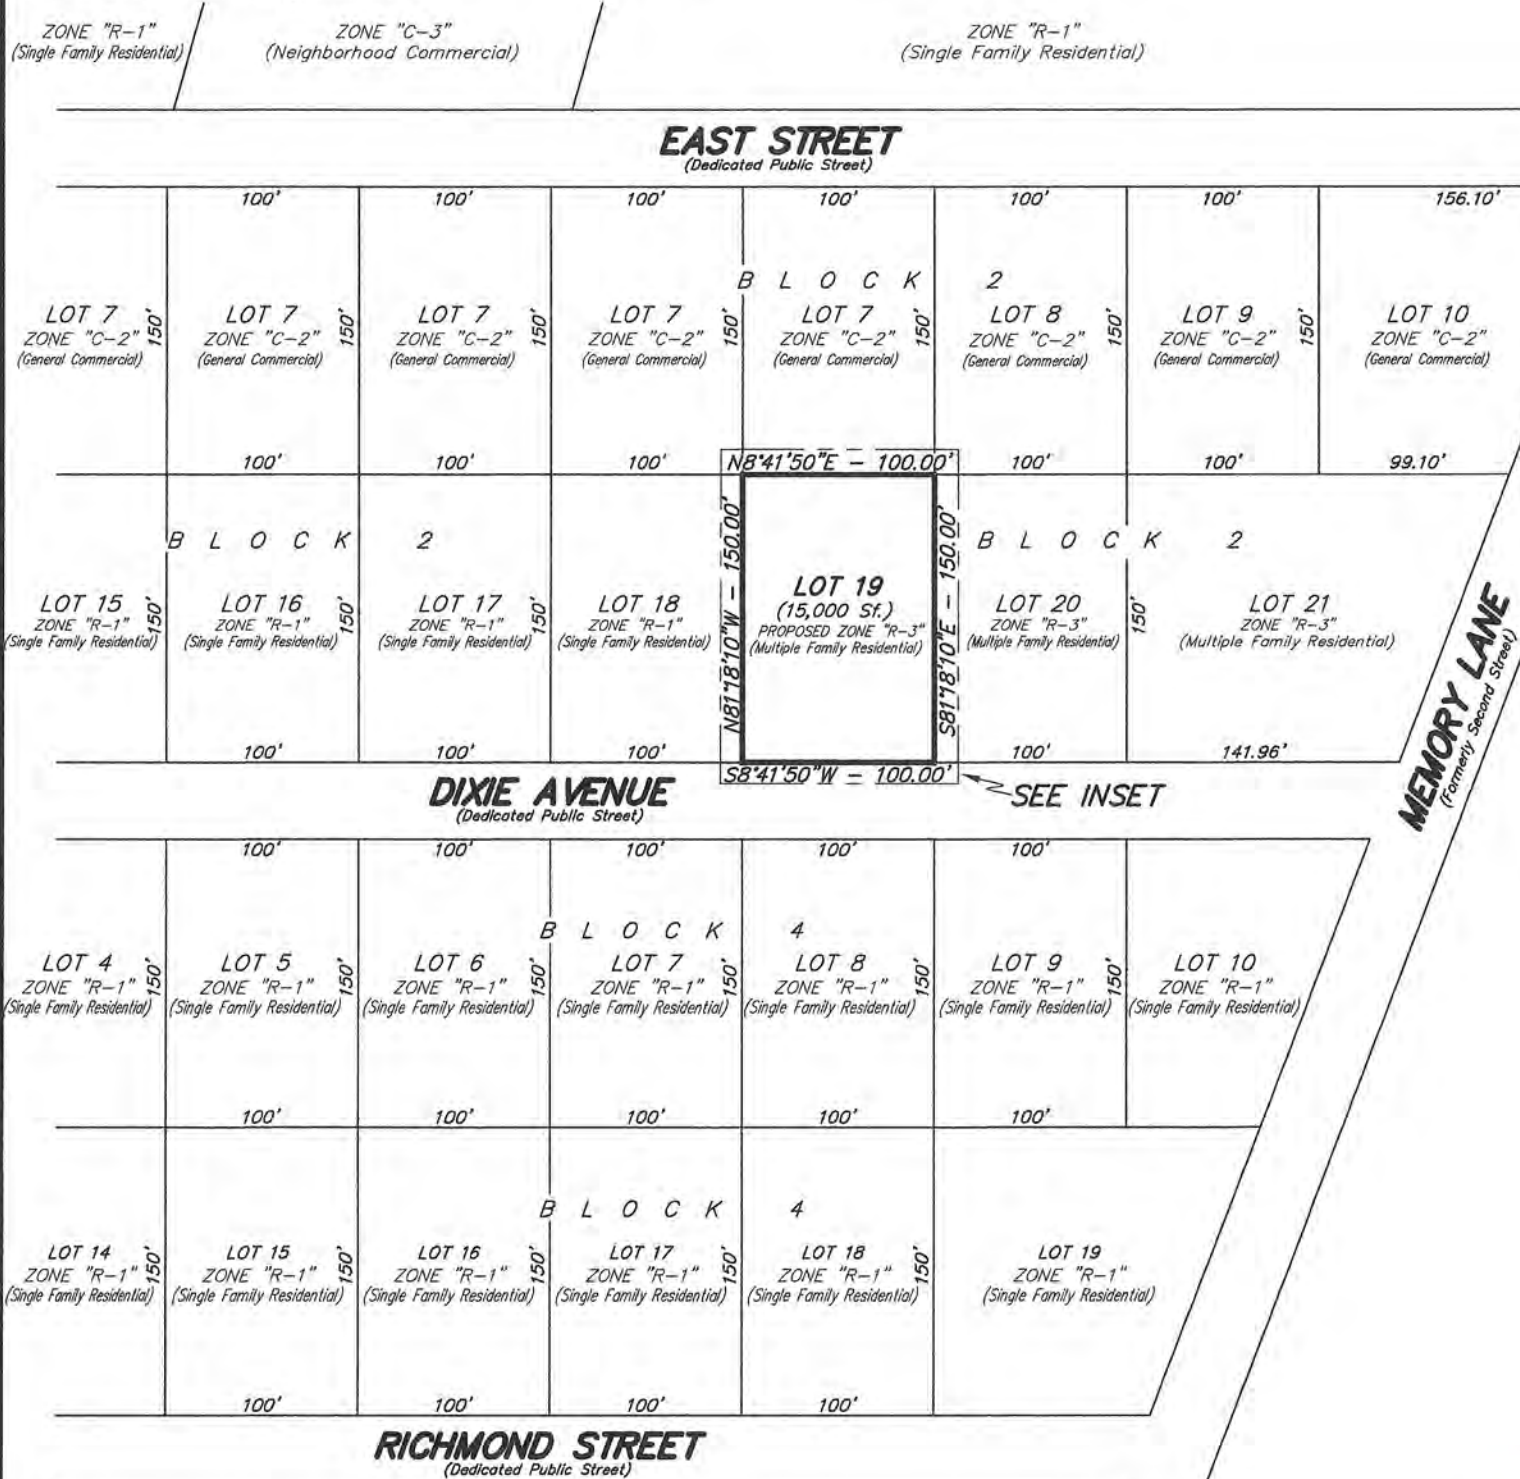 ZONE "R-1"
(Single Family Residential)
ZONE "C-3"
(Neighborhood Commercial)
ZONE "R-1"
(Single Family Residential)
EAST STREET
(Dedicated Public Street)
100'
100'
100'
100'
100'
100'
156.10'
BLOCK 2
LOT 7
ZONE "C-2"
(General Commercial)
150'
LOT 7
ZONE "C-2"
(General Commercial)
150'
LOT 7
ZONE "C-2"
(General Commercial)
150'
LOT 7
ZONE "C-2"
(General Commercial)
150'
LOT 7
ZONE "C-2"
(General Commercial)
150'
LOT 8
ZONE "C-2"
(General Commercial)
150'
LOT 9
ZONE "C-2"
(General Commercial)
150'
LOT 10
ZONE "C-2"
(General Commercial)
100'
100'
100'
N8°41'50"E - 100.00'
100'
100'
99.10'
BLOCK 2
BLOCK 2
LOT 15
ZONE "R-1"
(Single Family Residential)
150'
LOT 16
ZONE "R-1"
(Single Family Residential)
150'
LOT 17
ZONE "R-1"
(Single Family Residential)
150'
LOT 18
ZONE "R-1"
(Single Family Residential)
N81°18'10"W - 150.00'
LOT 19
(15,000 Sf.)
PROPOSED ZONE "R-3"
(Multiple Family Residential)
S81°18'10"E - 150.00'
LOT 20
ZONE "R-3"
(Multiple Family Residential)
150'
LOT 21
ZONE "R-3"
(Multiple Family Residential)
MEMORY LANE
(Formerly Second Street)
100'
100'
100'
S8°41'50"W - 100.00'
100'
141.96'
DIXIE AVENUE
(Dedicated Public Street)
SEE INSET
100'
100'
100'
100'
100'
BLOCK 4
LOT 4
ZONE "R-1"
(Single Family Residential)
150'
LOT 5
ZONE "R-1"
(Single Family Residential)
150'
LOT 6
ZONE "R-1"
(Single Family Residential)
150'
LOT 7
ZONE "R-1"
(Single Family Residential)
150'
LOT 8
ZONE "R-1"
(Single Family Residential)
150'
LOT 9
ZONE "R-1"
(Single Family Residential)
150'
LOT 10
ZONE "R-1"
(Single Family Residential)
100'
100'
100'
100'
100'
BLOCK 4
LOT 14
ZONE "R-1"
(Single Family Residential)
150'
LOT 15
ZONE "R-1"
(Single Family Residential)
150'
LOT 16
ZONE "R-1"
(Single Family Residential)
150'
LOT 17
ZONE "R-1"
(Single Family Residential)
150'
LOT 18
ZONE "R-1"
(Single Family Residential)
150'
LOT 19
ZONE "R-1"
(Single Family Residential)
100'
100'
100'
100'
RICHMOND STREET
(Dedicated Public Street)